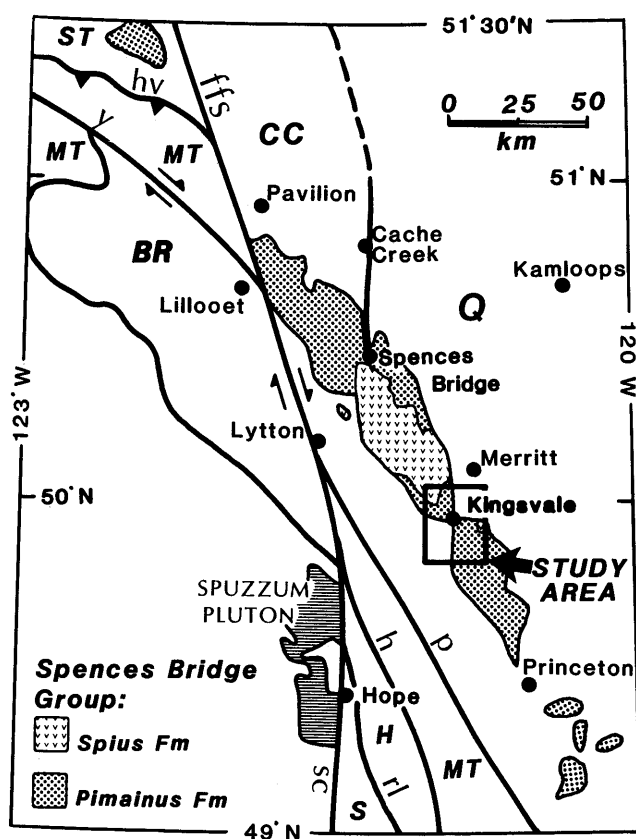 51°30'N
ST
hv
ffs
y
CC
0 25 50
km
MT
MT
51°N
Pavilion
Cache
Creek
BR
Kamloops
Lillooet
Q
120°W
123°W
Spences
Bridge
Lytton
Merritt
50°N
Kingsvale
STUDY
AREA
SPUZZUM
PLUTON
h
p
Spences Bridge
Group:
Princeton
Hope
Spius Fm
H
MT
Pimainus Fm
sc
rl
S
49°N